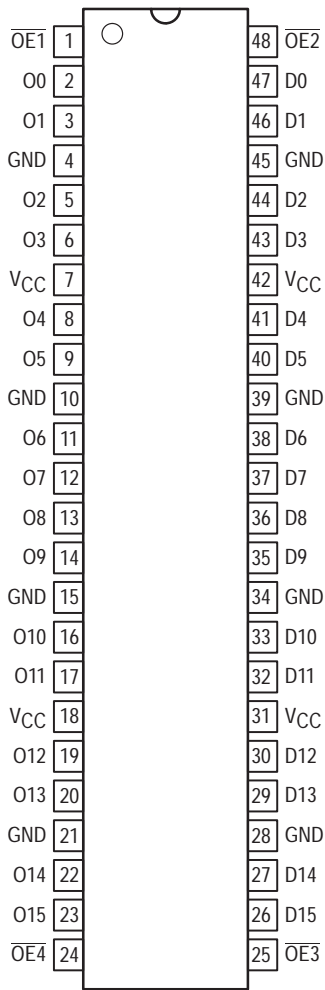 O̅E̅1̅ 1 48 O̅E̅2̅
O0 2 47 D0
O1 3 46 D1
GND 4 45 GND
O2 5 44 D2
O3 6 43 D3
VCC 7 42 VCC
O4 8 41 D4
O5 9 40 D5
GND 10 39 GND
O6 11 38 D6
O7 12 37 D7
O8 13 36 D8
O9 14 35 D9
GND 15 34 GND
O10 16 33 D10
O11 17 32 D11
VCC 18 31 VCC
O12 19 30 D12
O13 20 29 D13
GND 21 28 GND
O14 22 27 D14
O15 23 26 D15
O̅E̅4̅ 24 25 O̅E̅3̅